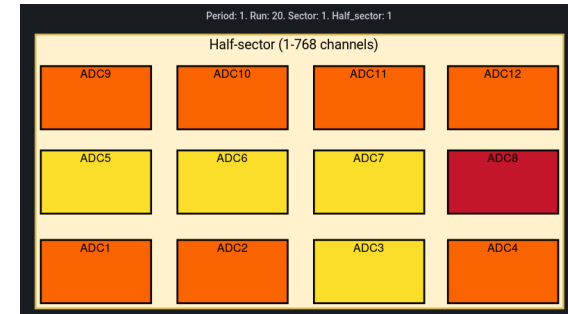 Period: 1. Run: 20. Sector: 1. Half_sector: 1
Half-sector (1-768 channels)
ADC9 ADC10 ADC11 ADC12
ADC5 ADC6 ADC7 ADC8
ADC1 ADC2 ADC3 ADC4